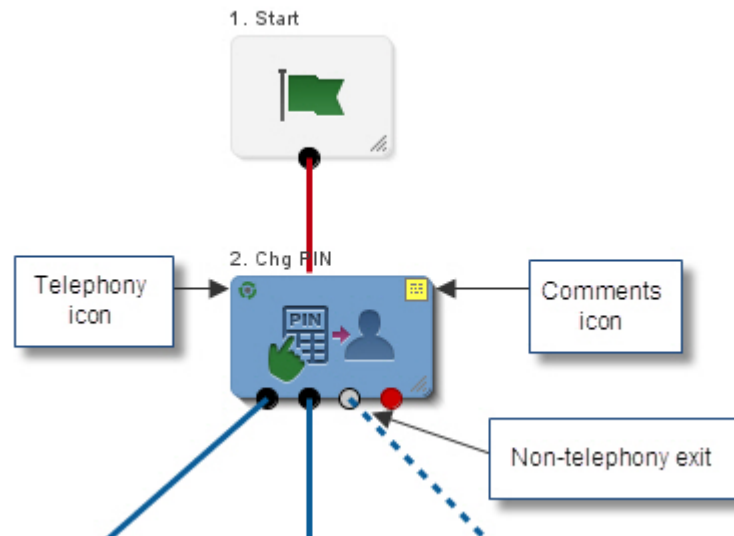 1. Start
2. Chg PIN
Telephony
icon
Comments
icon
PIN
Non-telephony exit